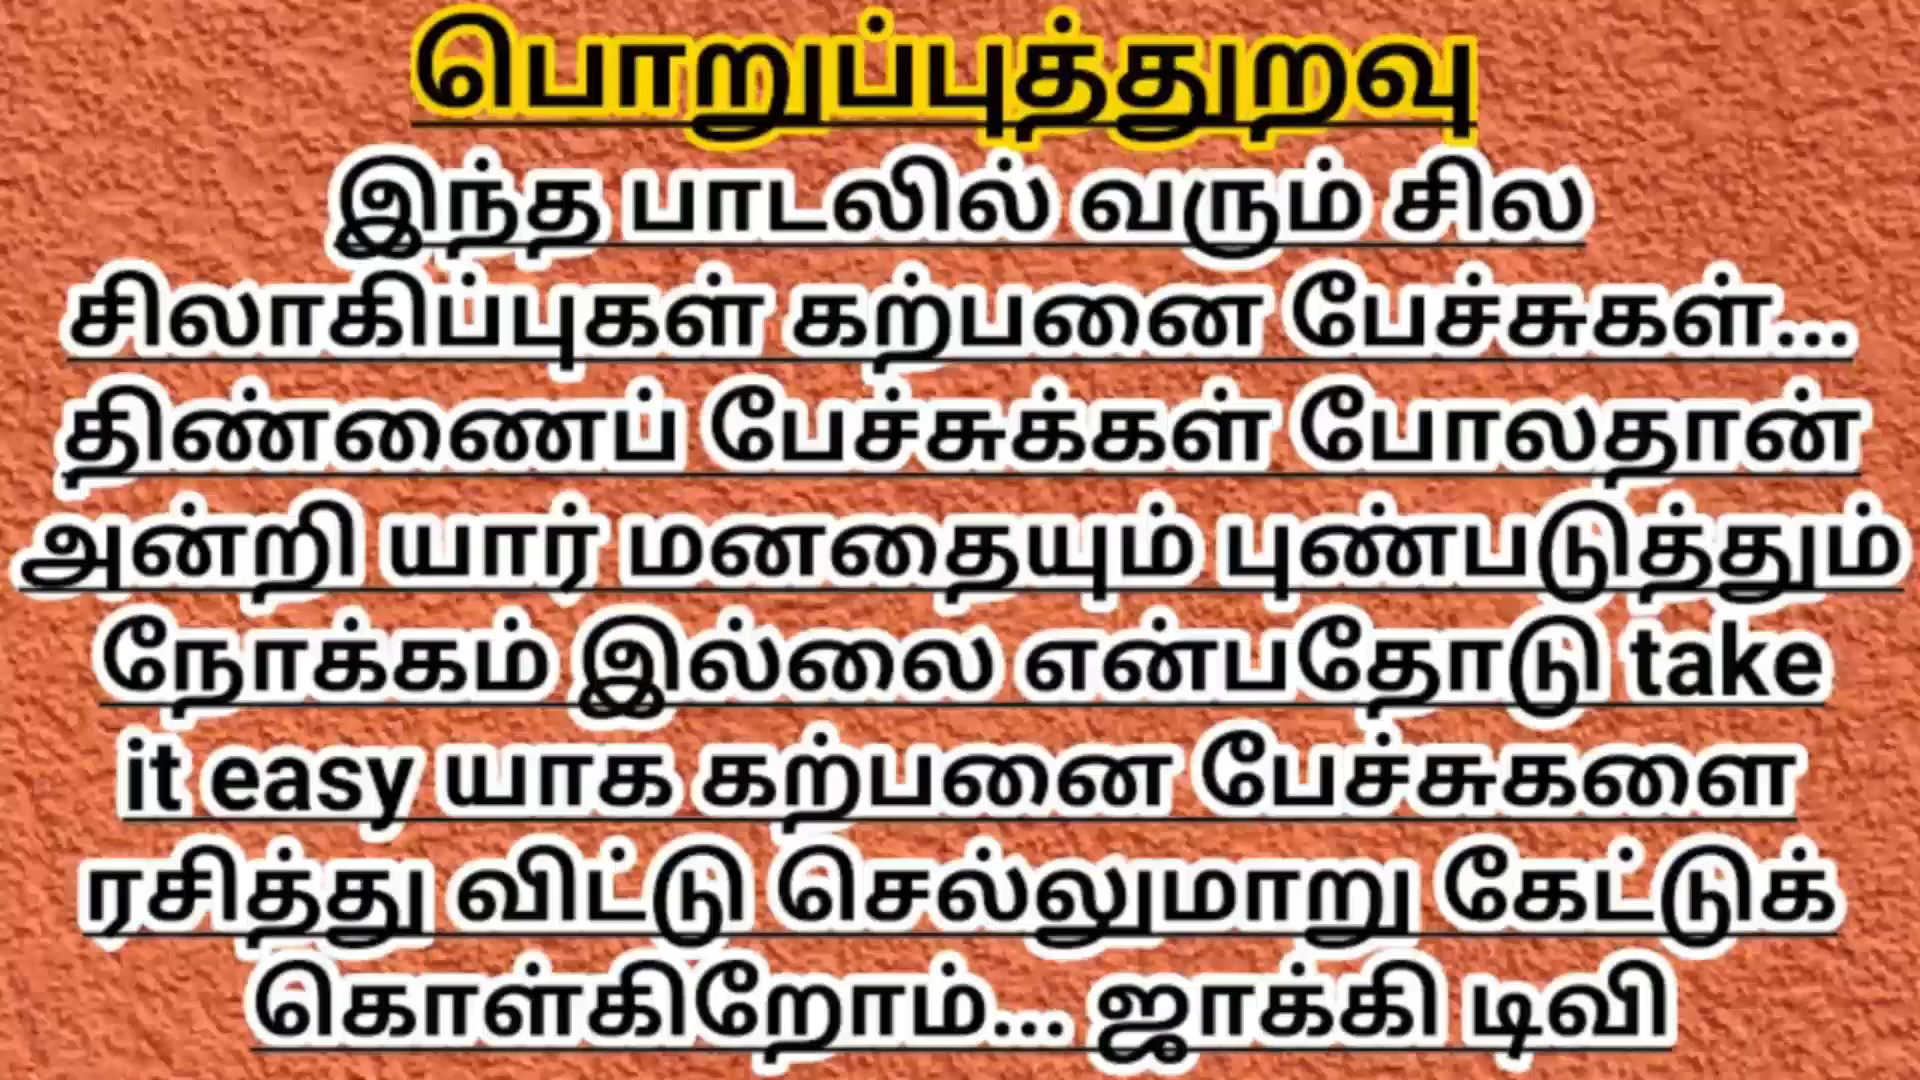 பொறுப்புத்துறவு
இந்த பாடலில் வரும் சில
சிலாகிப்புகள் கற்பனை பேச்சுகள்...
திண்ணைப் பேச்சுக்கள் போலதான்
அன்றி யார் மனதையும் புண்படுத்தும்
நோக்கம் இல்லை என்பதோடு take
it easy யாக கற்பனை பேச்சுகளை
ரசித்து விட்டு செல்லுமாறு கேட்டுக்
கொள்கிறோம்... ஜாக்கி டிவி